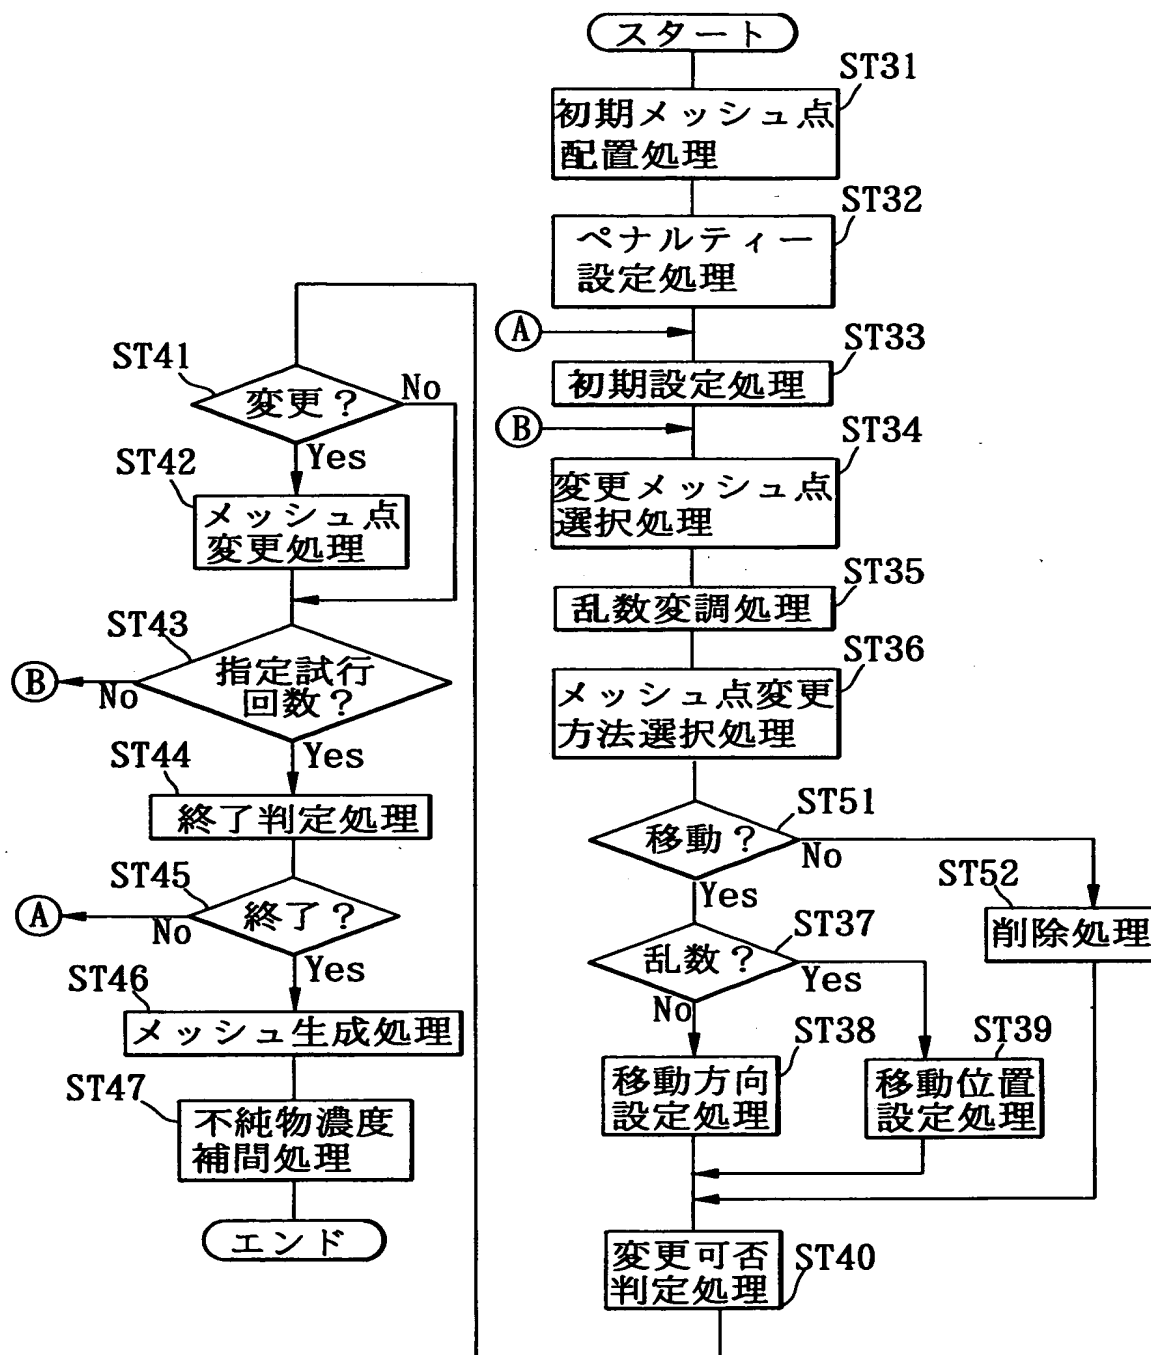 スタート
ST31
初期メッシュ点
配置処理
ST32
ペナルティー
設定処理
A
ST33
初期設定処理
B
ST34
変更メッシュ点
選択処理
ST35
乱数変調処理
ST36
メッシュ点変更
方法選択処理
ST51
移動？
No
Yes
ST52
削除処理
ST37
乱数？
Yes
No
ST38
移動方向
設定処理
ST39
移動位置
設定処理
変更可否
判定処理
ST40
ST41
変更？
No
Yes
ST42
メッシュ点
変更処理
ST43
指定試行
回数？
B
No
Yes
ST44
終了判定処理
ST45
終了？
A
No
Yes
ST46
メッシュ生成処理
ST47
不純物濃度
補間処理
エンド